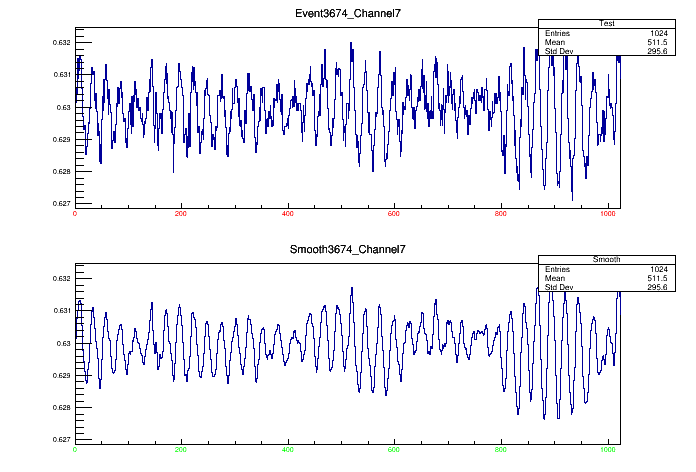 Event3674_Channel7
Test
Entries 1024
Mean 511.5
Std Dev 295.6
0.632
0.631
0.63
0.629
0.628
0.627
0 200 400 600 800 1000
Smooth3674_Channel7
Smooth
Entries 1024
Mean 511.5
Std Dev 295.6
0.632
0.631
0.63
0.629
0.628
0.627
0 200 400 600 800 1000